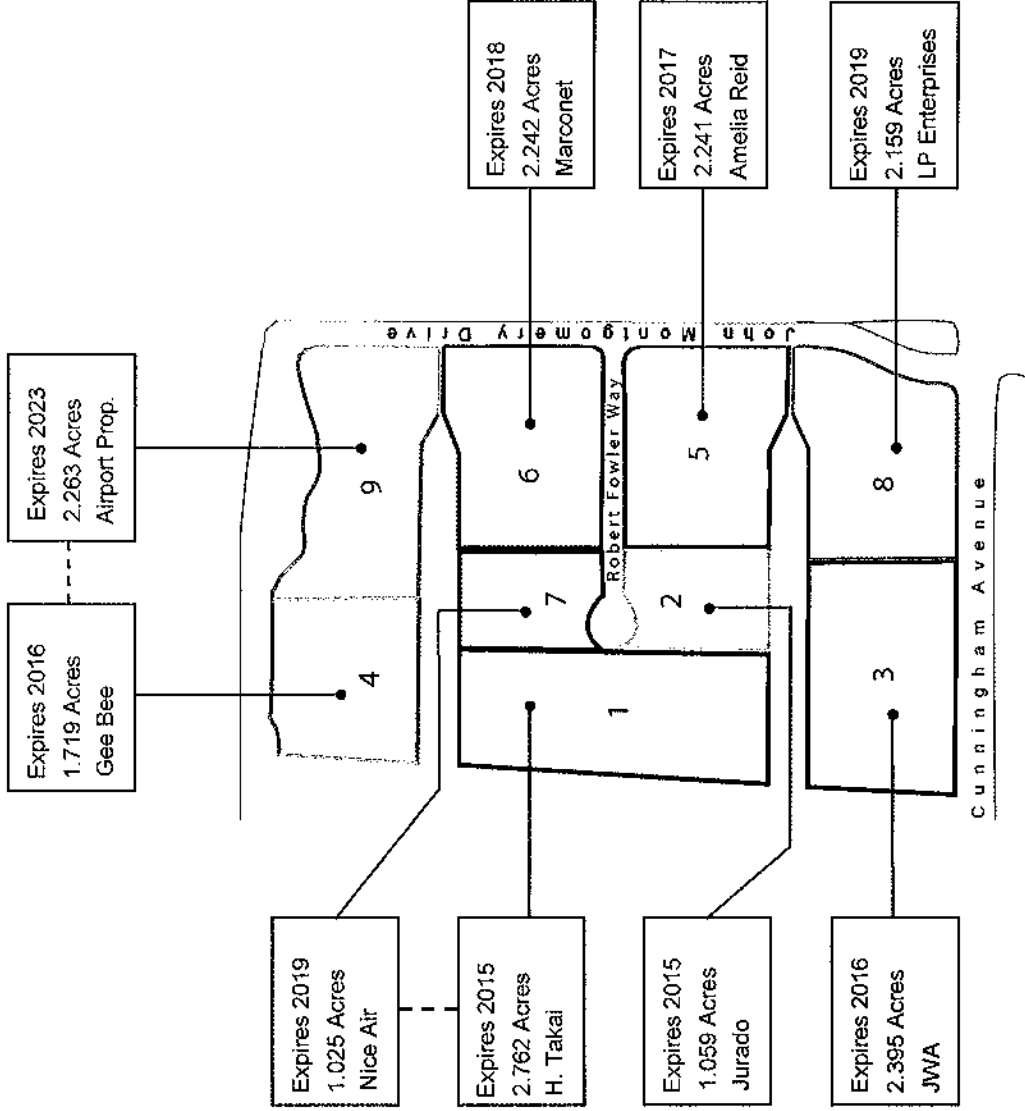 Expires 2016
1.719 Acres
Gee Bee
Expires 2023
2.263 Acres
Airport Prop.
Expires 2019
1.025 Acres
Nice Air
Expires 2015
2.762 Acres
H. Takai
Expires 2015
1.059 Acres
Jurado
Expires 2016
2.395 Acres
JWA
Expires 2018
2.242 Acres
Marconet
Expires 2017
2.241 Acres
Amelia Reid
Expires 2019
2.159 Acres
LP Enterprises
4
9
1
7
6
2
5
3
8
Robert Fowler Way
John Montgomery Drive
Cunningham Avenue